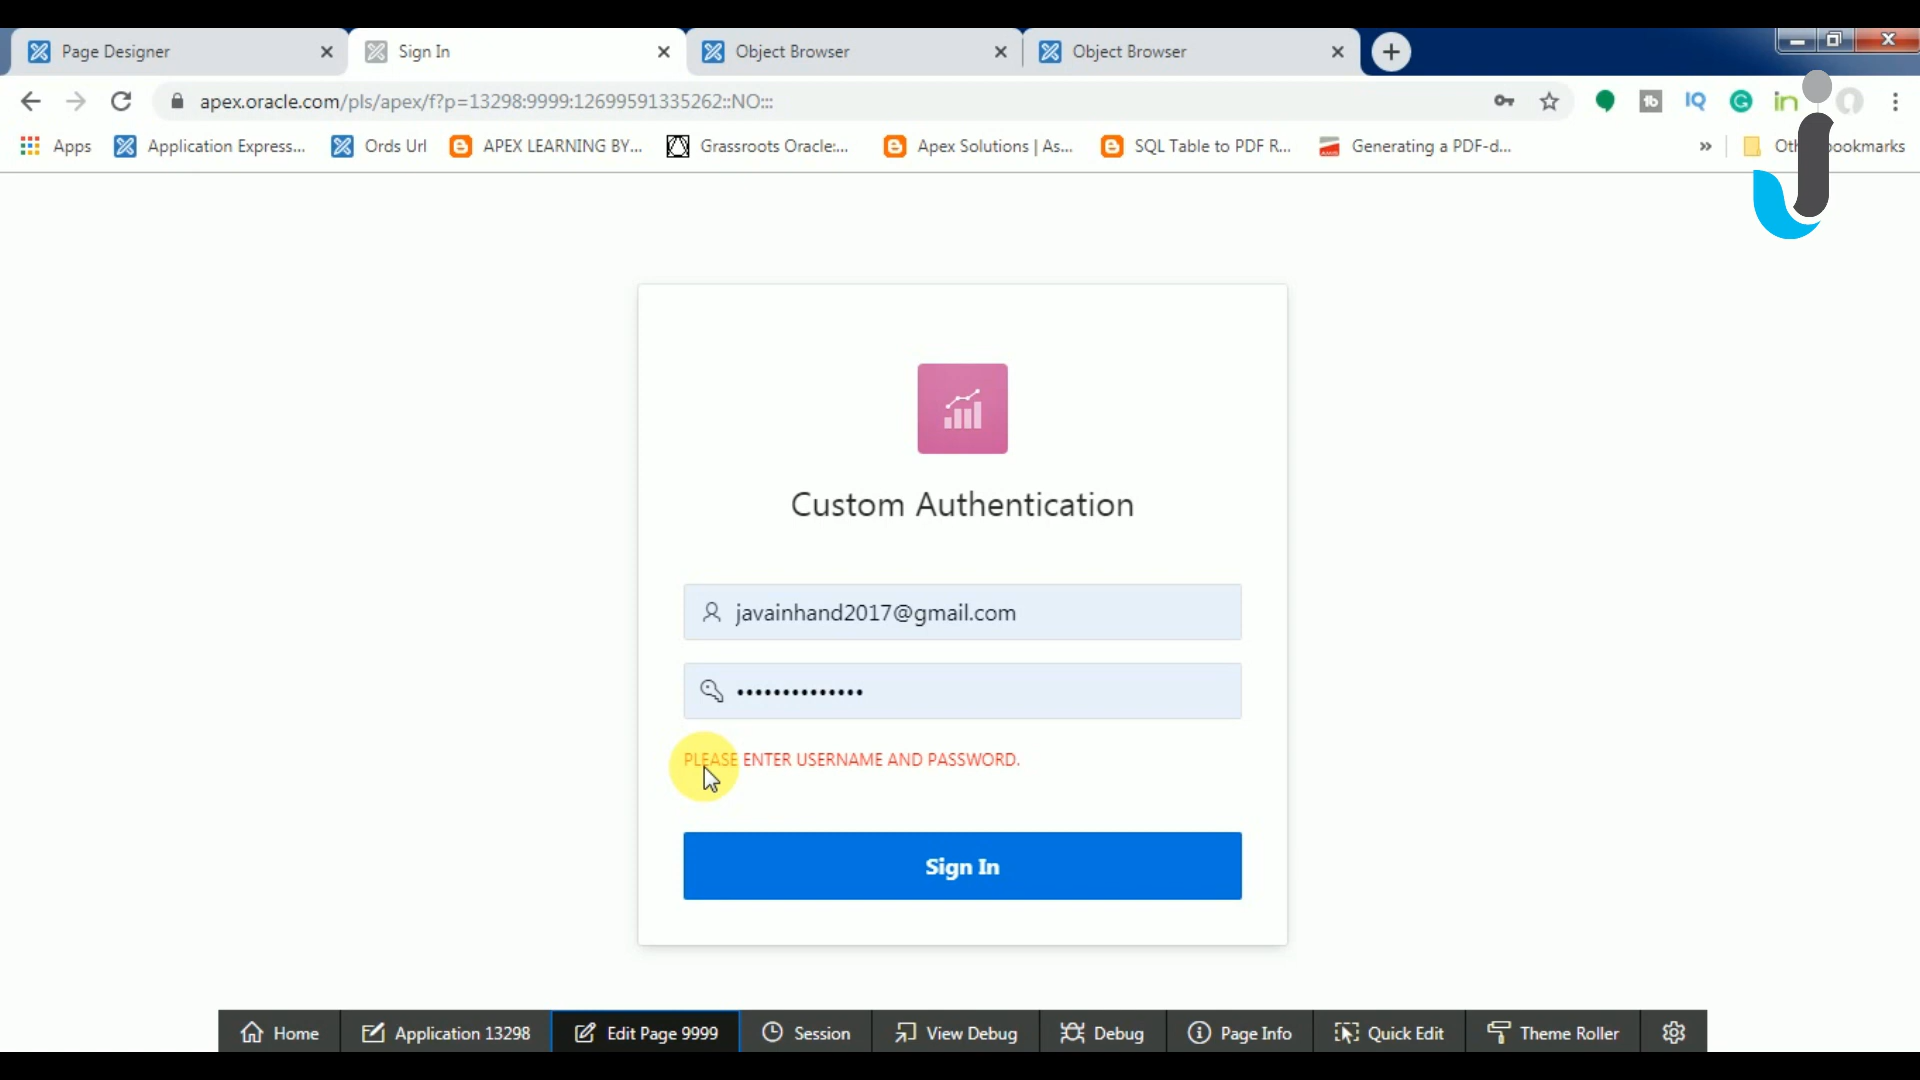 Page Designer
Sign In
Object Browser
Object Browser
apex.oracle.com/pls/apex/f?p=13298:9999:12699591335262::NO:::
Apps
Application Express...
Ords Url
APEX LEARNING BY...
Grassroots Oracle:...
Apex Solutions | As...
SQL Table to PDF R...
Generating a PDF-d...
Custom Authentication
javainhand2017@gmail.com
PLEASE ENTER USERNAME AND PASSWORD.
Sign In
Home
Application 13298
Edit Page 9999
Session
View Debug
Debug
Page Info
Quick Edit
Theme Roller